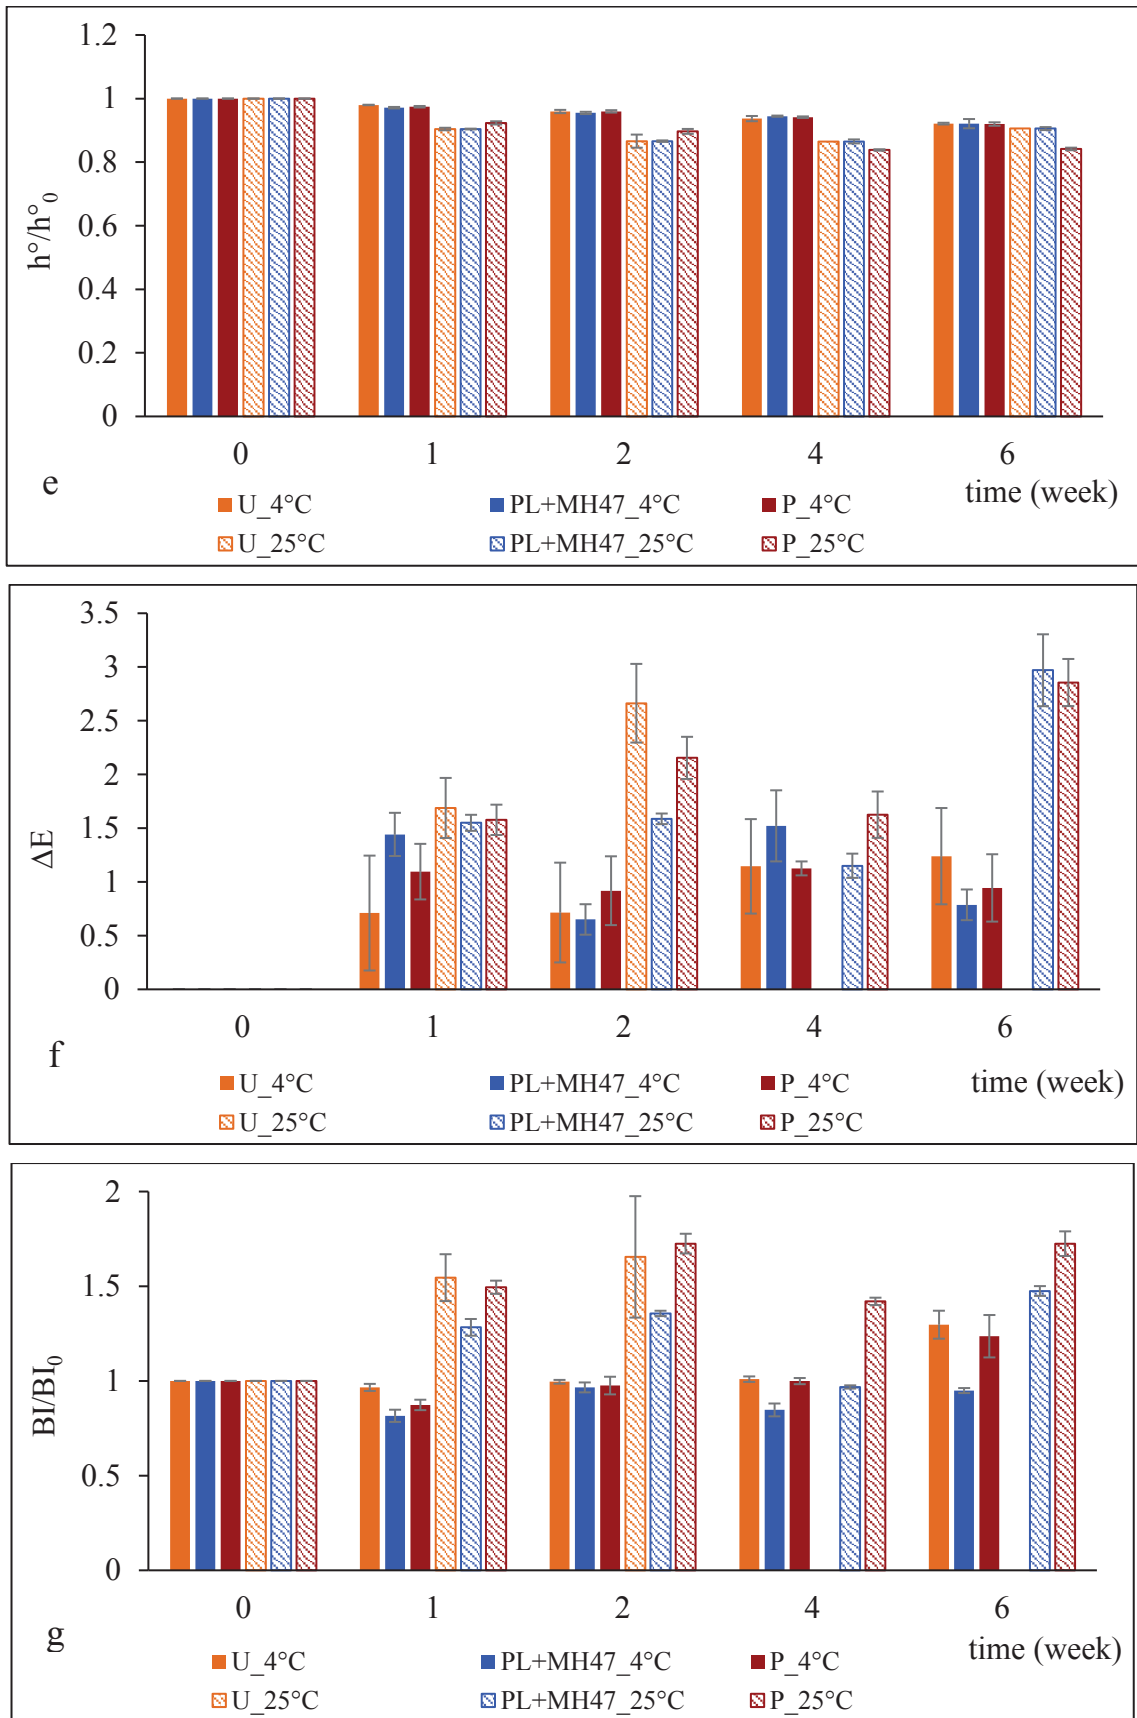 1.2
1
0.8
0.6
0.4
0.2
0
h°/h°₀
0 1 2 4 6
e
time (week)
U_4°C PL+MH47_4°C P_4°C
U_25°C PL+MH47_25°C P_25°C
3.5
3
2.5
2
1.5
1
0.5
0
ΔE
0 1 2 4 6
f
time (week)
U_4°C PL+MH47_4°C P_4°C
U_25°C PL+MH47_25°C P_25°C
2
1.5
1
0.5
0
BI/BI₀
0 1 2 4 6
g
time (week)
U_4°C PL+MH47_4°C P_4°C
U_25°C PL+MH47_25°C P_25°C